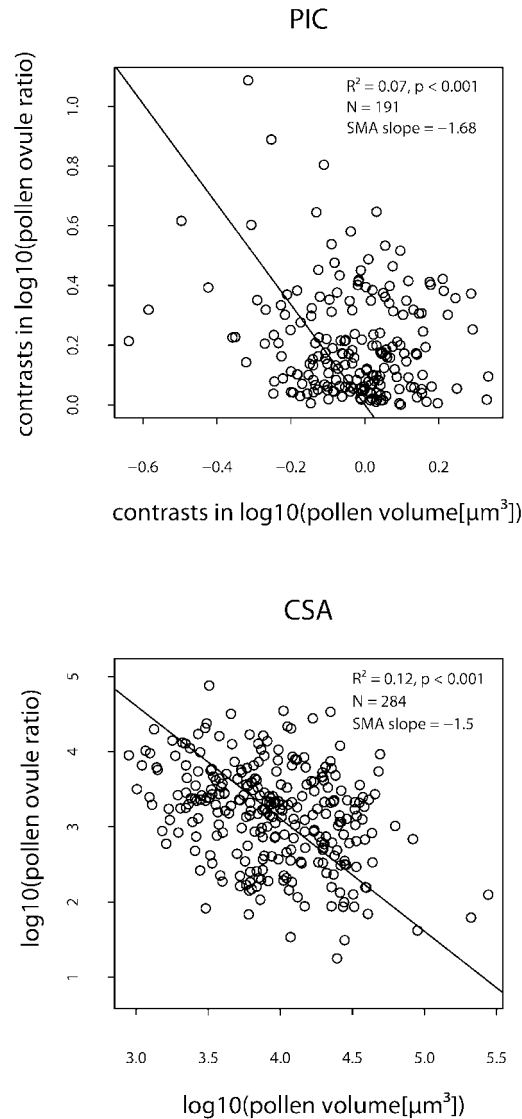 PIC
R² = 0.07, p < 0.001
N = 191
SMA slope = −1.68
contrasts in log10(pollen ovule ratio)
1.0
0.8
0.6
0.4
0.2
0.0
−0.6 −0.4 −0.2 0.0 0.2
contrasts in log10(pollen volume[µm³])
CSA
R² = 0.12, p < 0.001
N = 284
SMA slope = −1.5
log10(pollen ovule ratio)
5
4
3
2
1
3.0 3.5 4.0 4.5 5.0 5.5
log10(pollen volume[µm³])